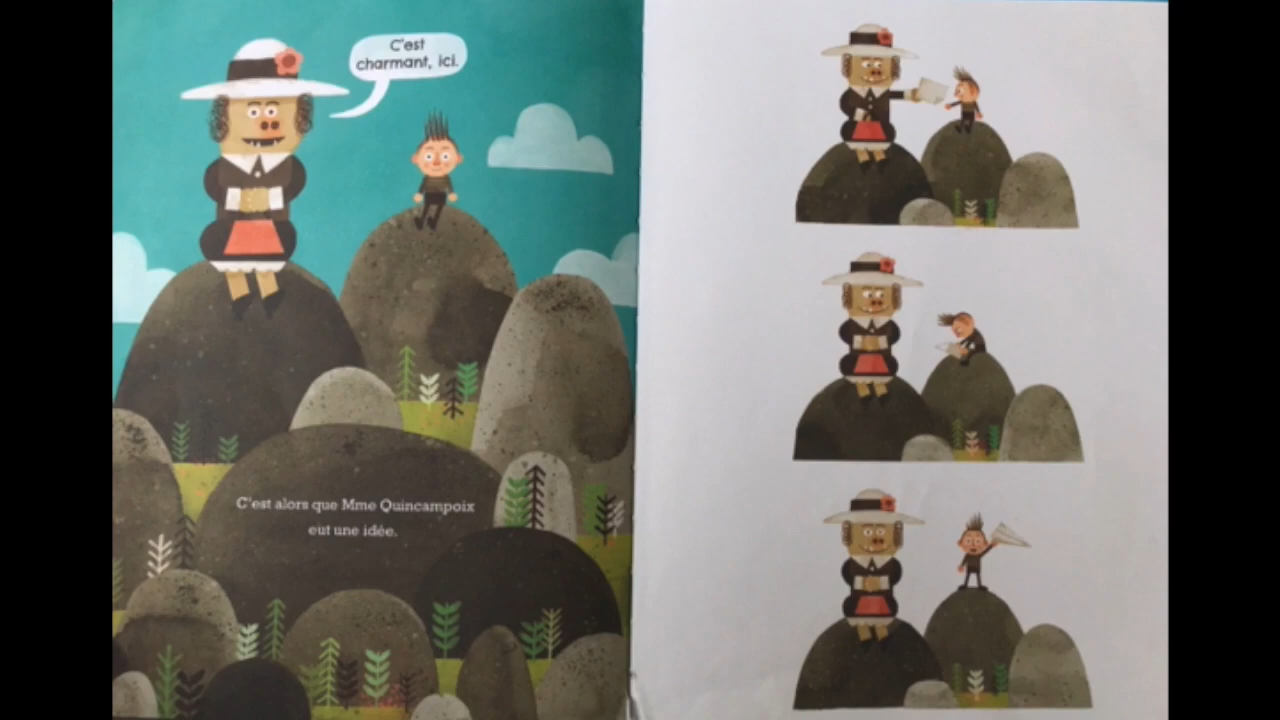 C'est
charmant, ici.
C'est alors que Mme Quincampoix
eut une idée.